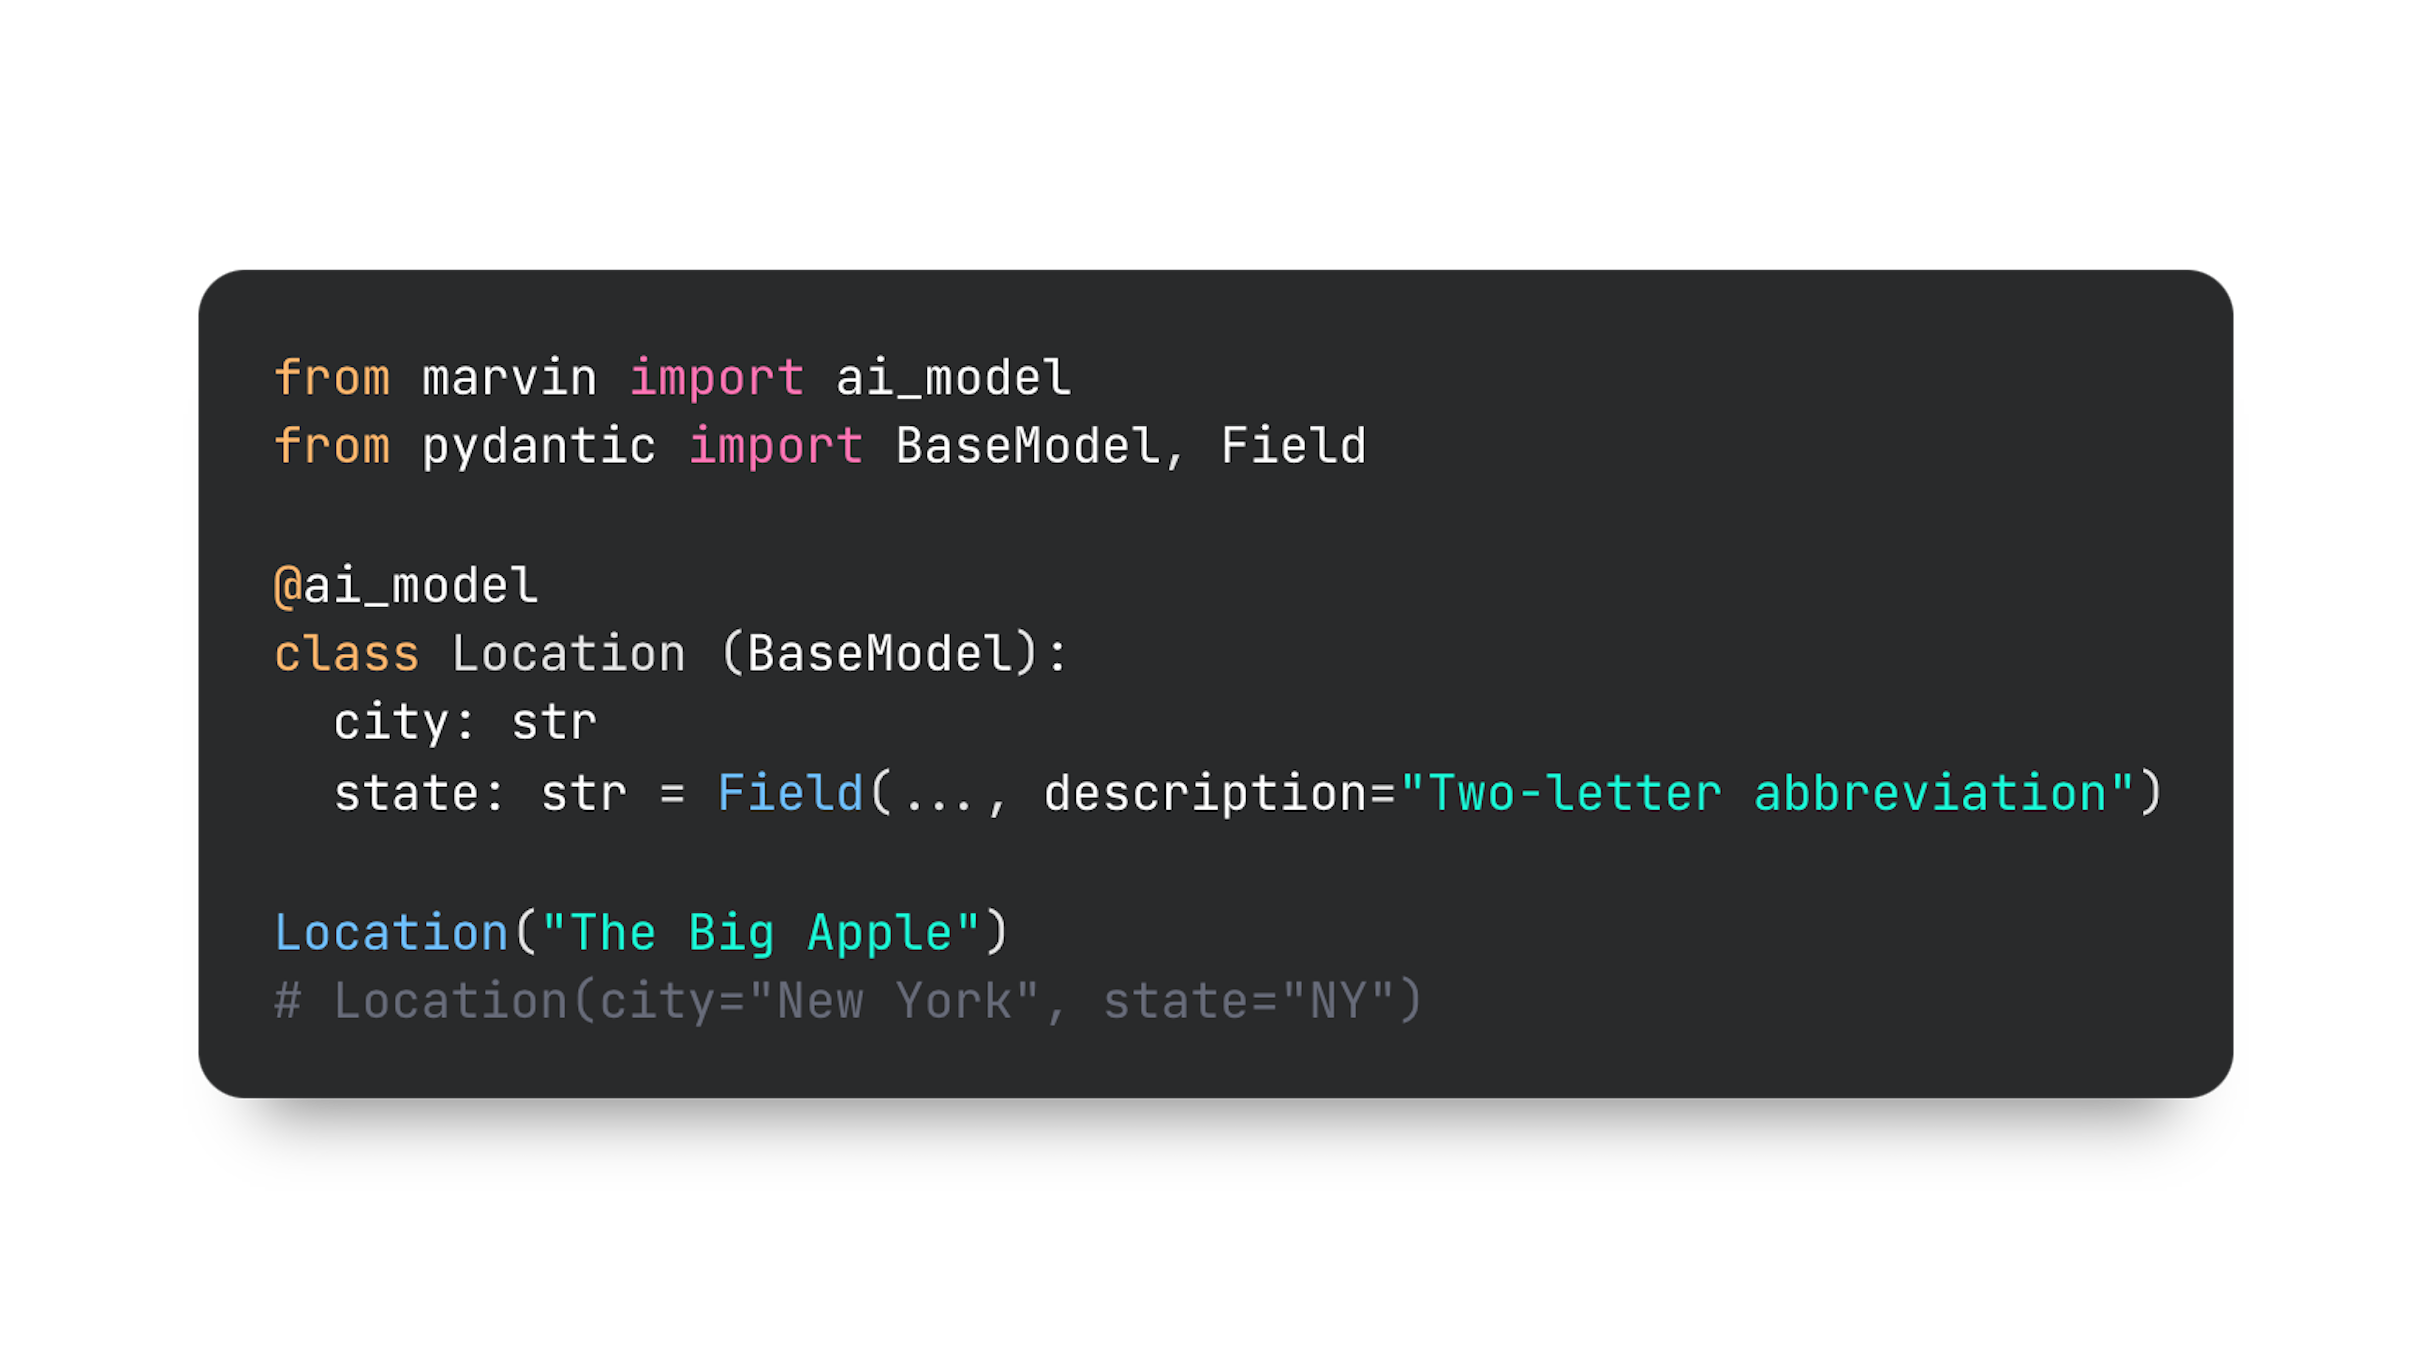 from marvin import ai_model
from pydantic import BaseModel, Field
@ai_model
class Location (BaseModel):
  city: str
  state: str = Field(..., description="Two-letter abbreviation")
Location("The Big Apple")
# Location(city="New York", state="NY")